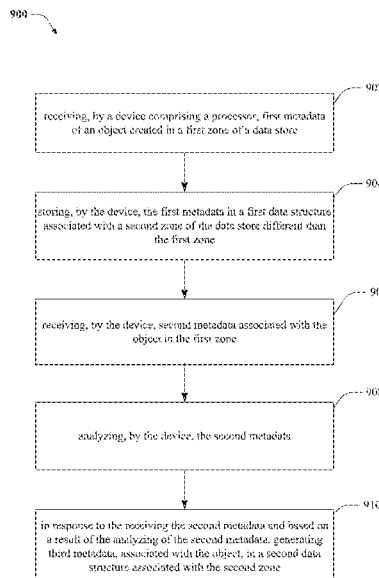 900
receiving, by a device comprising a processor, first metadata
of an object created in a first zone of a data store
storing, by the device, the first metadata in a first data structure
associated with a second zone of the data store different than
the first zone
receiving, by the device, second metadata associated with the
object in the first zone
analyzing, by the device, the second metadata
910
in response to the receiving the second metadata and based on
a result of the analyzing of the second metadata, generating
third metadata, associated with the object, in a second data
structure associated with the second zone